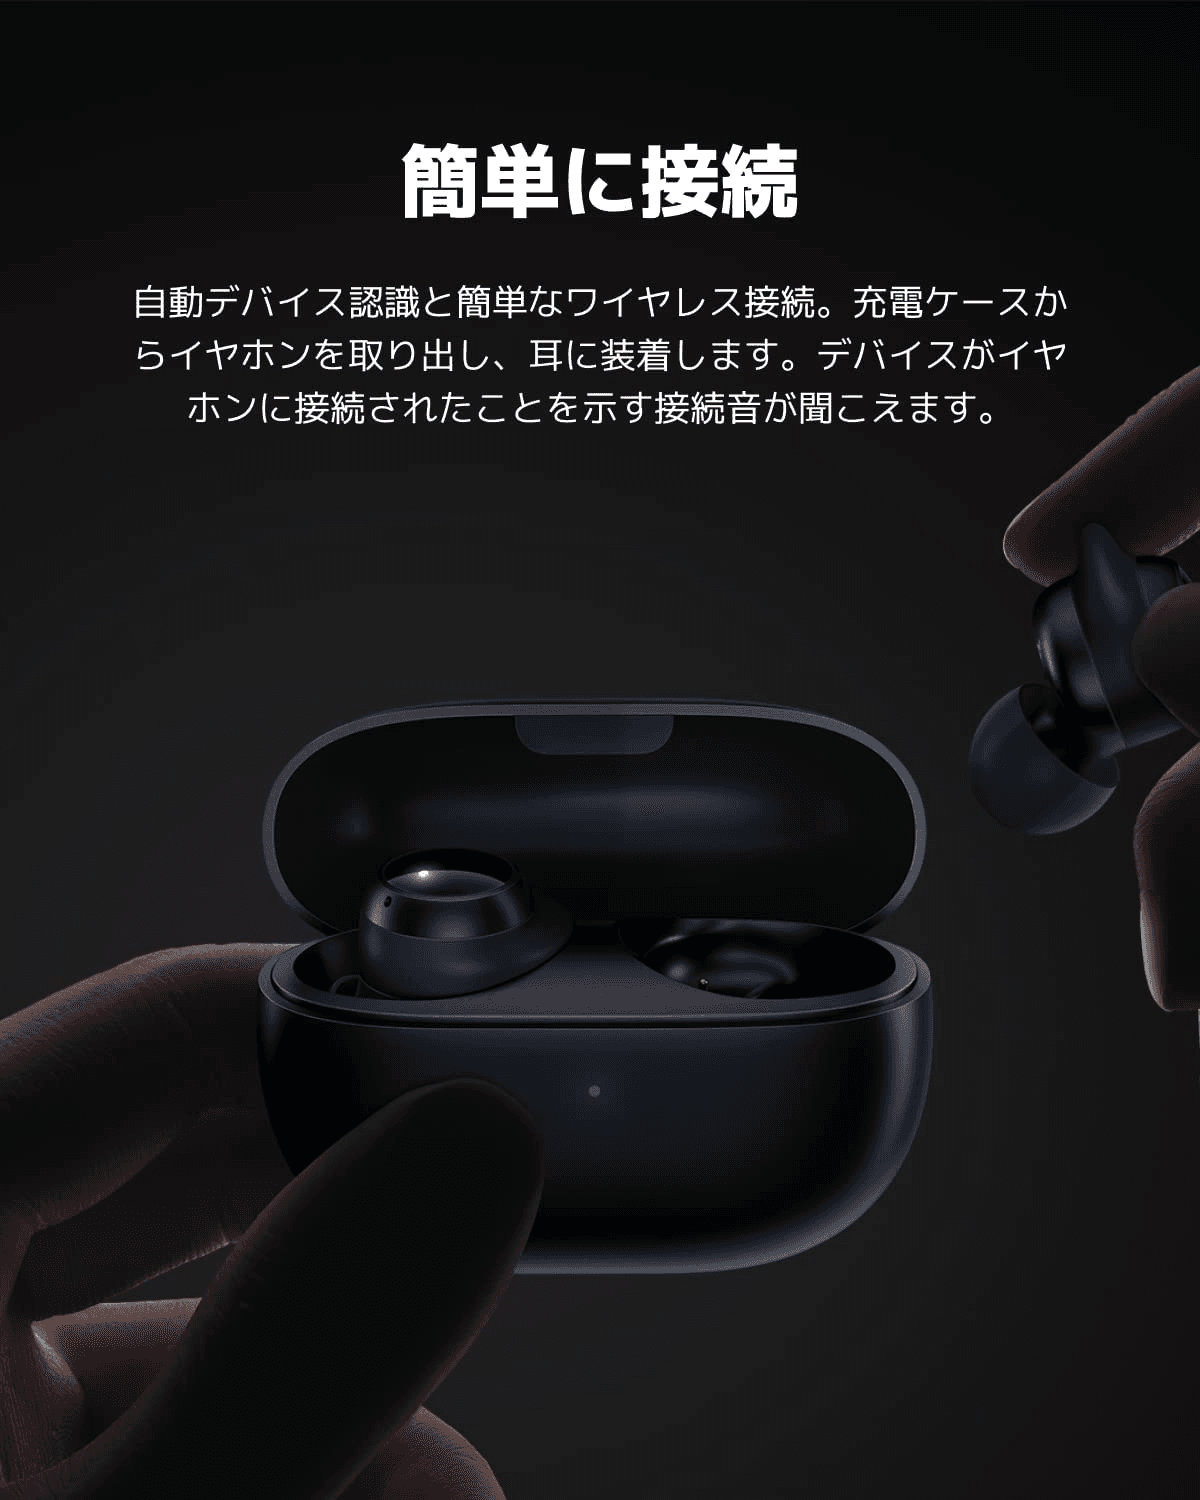 簡単に接続
自動デバイス認識と簡単なワイヤレス接続。充電ケースか
らイヤホンを取り出し、耳に装着します。デバイスがイヤ
ホンに接続されたことを示す接続音が聞こえます。